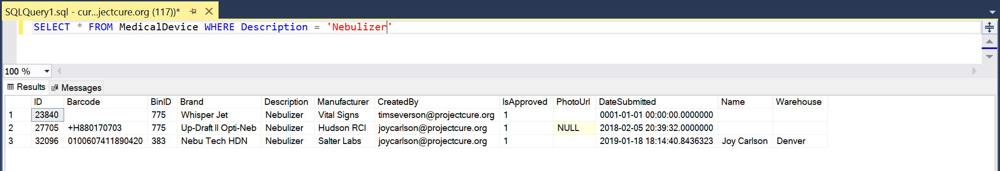 SQLQuery1.sql - cur...jectcure.org (117))*
SELECT * FROM MedicalDevice WHERE Description = 'Nebulizer'
100 %
Results Messages
ID Barcode BinID Brand Description Manufacturer CreatedBy IsApproved PhotoUrl DateSubmitted Name Warehouse
1 23840 775 Whisper Jet Nebulizer Vital Signs timseverson@projectcure.org 1 0001-01-01 00:00:00.0000000
2 27705 +H880170703 775 Up-Draft II Opti-Neb Nebulizer Hudson RCI joycarlson@projectcure.org 1 NULL 2018-02-05 20:39:32.0000000
3 32096 0100607411890420 383 Nebu Tech HDN Nebulizer Salter Labs joycarlson@projectcure.org 1 2019-01-18 18:14:40.8436323 Joy Carlson Denver